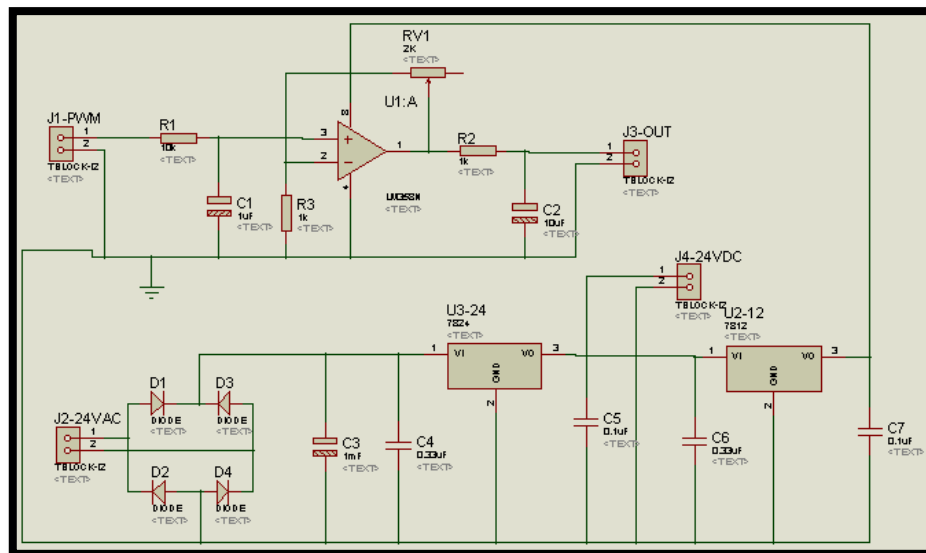 RV1
2K
<TEXT>
U1:A
J1-PWM
1
2
TBLOCK-I2
<TEXT>
R1
10k
<TEXT>
8
3
2
1
4
LM358N
<TEXT>
R2
1k
<TEXT>
J3-OUT
1
2
TBLOCK-I2
<TEXT>
C1
1uF
<TEXT>
R3
1k
<TEXT>
C2
10uF
<TEXT>
J4-24VDC
1
2
TBLOCK-I2
<TEXT>
U3-24
7824
<TEXT>
1
VI
VO
3
GND
2
U2-12
7812
<TEXT>
1
VI
VO
3
GND
2
D1
DIODE
<TEXT>
D3
DIODE
<TEXT>
J2-24VAC
1
2
TBLOCK-I2
<TEXT>
D2
DIODE
<TEXT>
D4
DIODE
<TEXT>
C3
1mF
<TEXT>
C4
0.33uF
<TEXT>
C5
0.1uF
<TEXT>
C6
0.33uF
<TEXT>
C7
0.1uF
<TEXT>